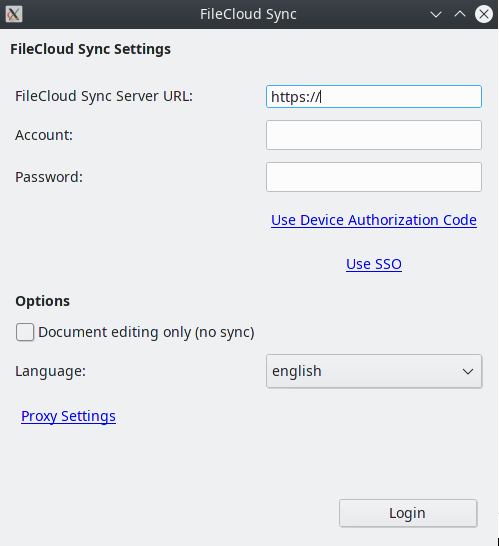 FileCloud Sync
FileCloud Sync Settings
FileCloud Sync Server URL: https://
Account:
Password:
Use Device Authorization Code
Use SSO
Options
Document editing only (no sync)
Language: english
Proxy Settings
Login